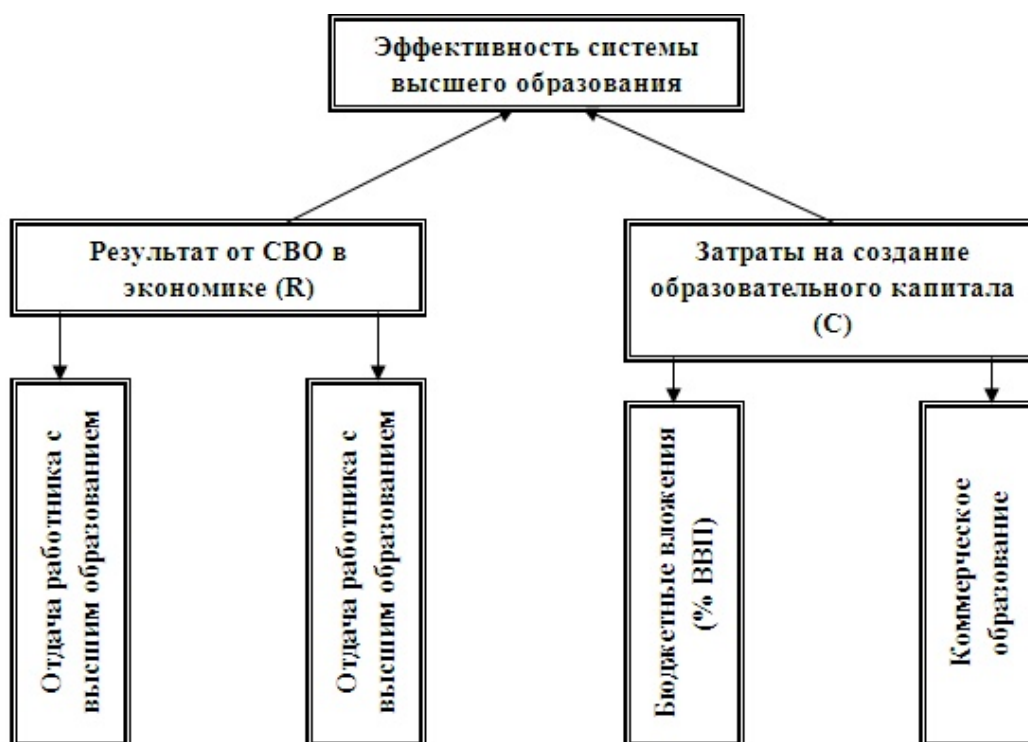 Эффективность системы
высшего образования
Результат от СВО в
экономике (R)
Затраты на создание
образовательного капитала
(С)
Отдача работника с
высшим образованием
Отдача работника с
высшим образованием
Бюджетные вложения
(% ВВП)
Коммерческое
образование